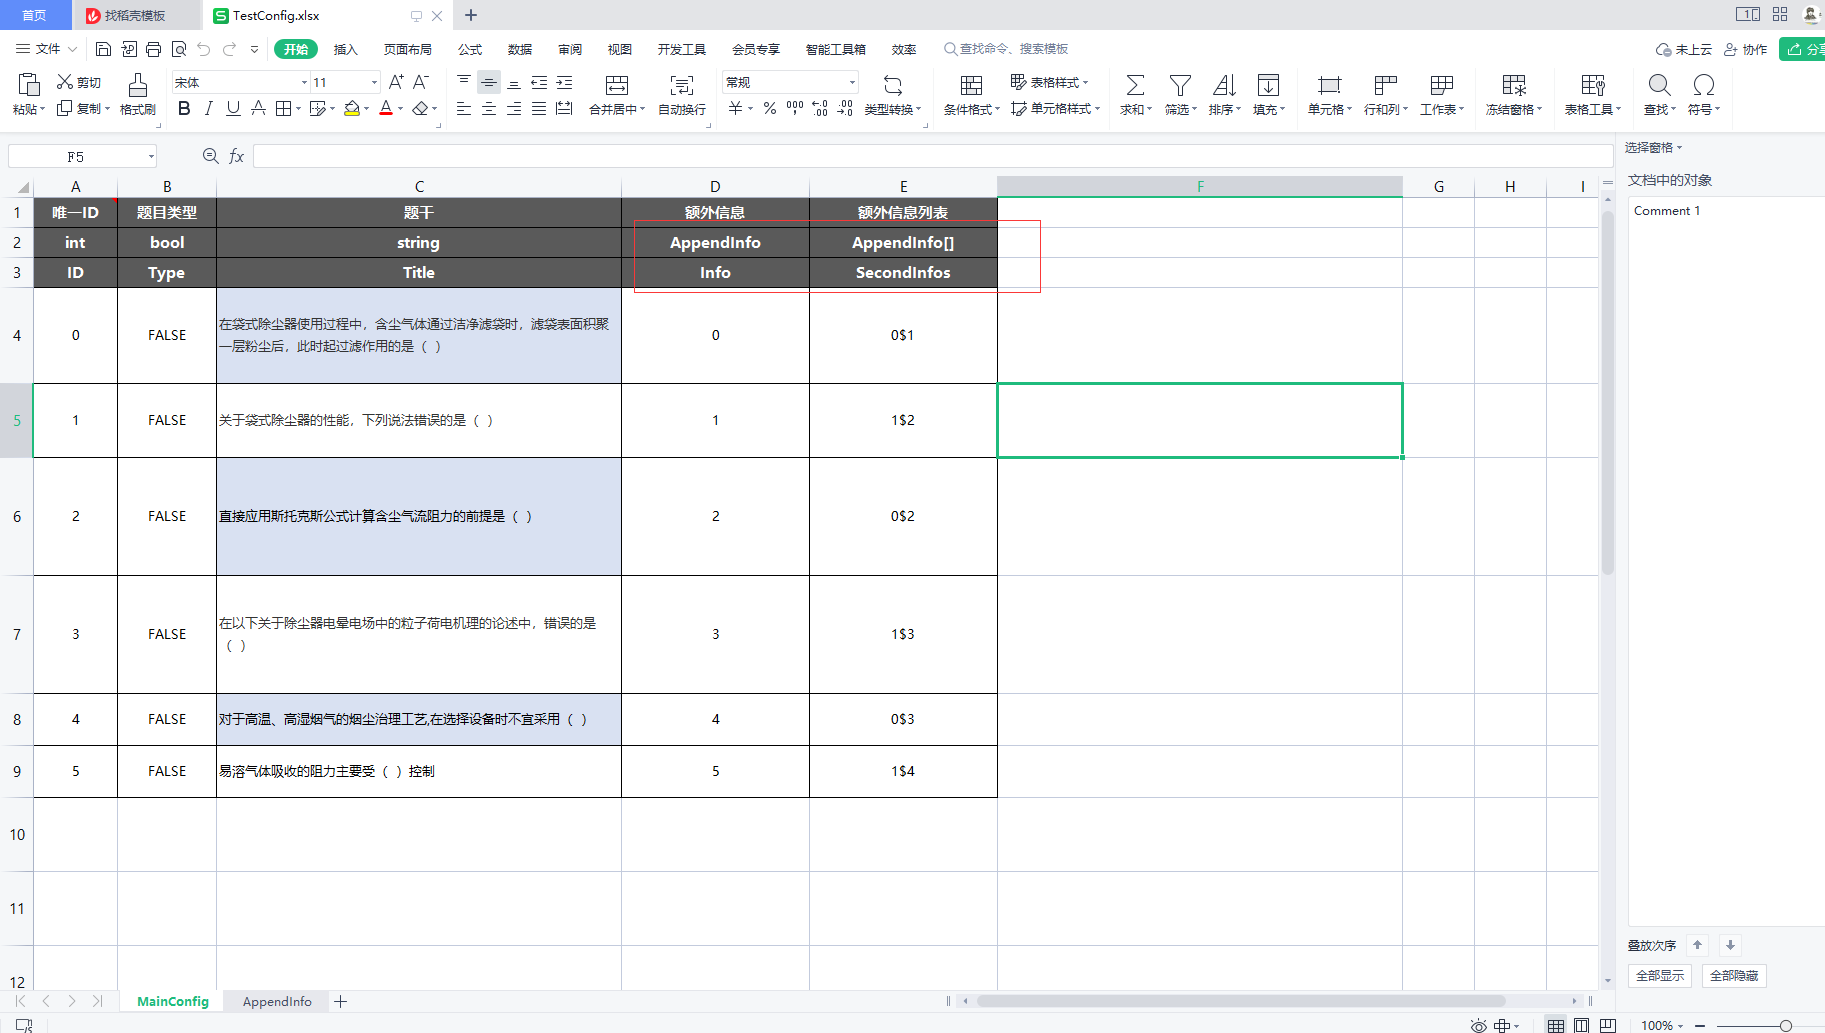 首页 找稻壳模板 TestConfig.xlsx
文件 开始 插入 页面布局 公式 数据 审阅 视图 开发工具 会员专享 智能工具箱 效率 查找命令、搜索模板 未上云 协作 分享
粘贴 剪切 复制 格式刷 宋体 11 合并居中 自动换行 常规 类型转换 条件格式 表格样式 单元格样式 求和 筛选 排序 填充 单元格 行和列 工作表 冻结窗格 表格工具 查找 符号
F5 fx
选择窗格
文档中的对象
Comment 1
A B C D E F G H I
1 唯一ID 题目类型 题干 额外信息 额外信息列表
2 int bool string AppendInfo AppendInfo[]
3 ID Type Title Info SecondInfos
4 0 FALSE 在袋式除尘器使用过程中，含尘气体通过洁净滤袋时，滤袋表面积聚
一层粉尘后，此时起过滤作用的是（ ） 0 0$1
5 1 FALSE 关于袋式除尘器的性能，下列说法错误的是（ ） 1 1$2
6 2 FALSE 直接应用斯托克斯公式计算含尘气流阻力的前提是（ ） 2 0$2
7 3 FALSE 在以下关于除尘器电晕电场中的粒子荷电机理的论述中，错误的是
（ ） 3 1$3
8 4 FALSE 对于高温、高湿烟气的烟尘治理工艺,在选择设备时不宜采用（ ） 4 0$3
9 5 FALSE 易溶气体吸收的阻力主要受（ ）控制 5 1$4
10
11
12
叠放次序
全部显示 全部隐藏
MainConfig AppendInfo
100%